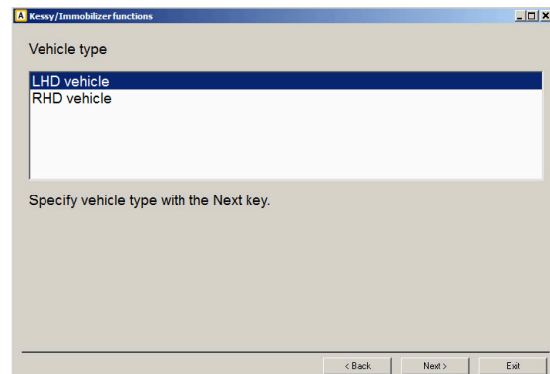 A Kessy/Immobilizer functions
Vehicle type
LHD vehicle
RHD vehicle
Specify vehicle type with the Next key.
< Back Next > Exit